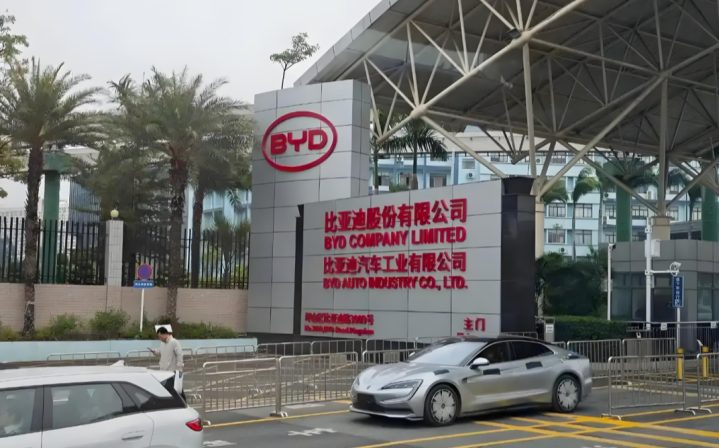 BYD
比亚迪股份有限公司
BYD COMPANY LIMITED
比亚迪汽车工业有限公司
BYD AUTO INDUSTRY CO., LTD.
主门